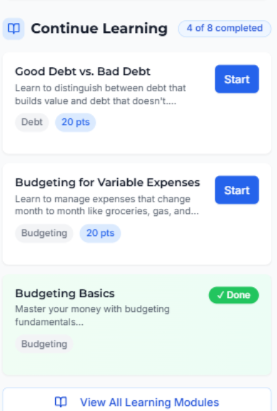 Continue Learning
4 of 8 completed
Good Debt vs. Bad Debt
Start
Learn to distinguish between debt that
builds value and debt that doesn't....
Debt
20 pts
Budgeting for Variable Expenses
Start
Learn to manage expenses that change
month to month like groceries, gas, and...
Budgeting
20 pts
Budgeting Basics
✓ Done
Master your money with budgeting
fundamentals...
Budgeting
View All Learning Modules